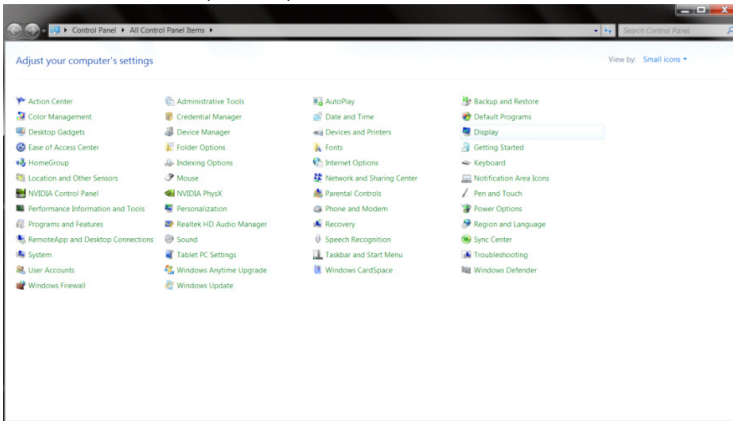 Control Panel ▸ All Control Panel Items ▸
Search Control Panel
Adjust your computer's settings
View by: Small icons
Action Center Administrative Tools AutoPlay Backup and Restore
Color Management Credential Manager Date and Time Default Programs
Desktop Gadgets Device Manager Devices and Printers Display
Ease of Access Center Folder Options Fonts Getting Started
HomeGroup Indexing Options Internet Options Keyboard
Location and Other Sensors Mouse Network and Sharing Center Notification Area Icons
NVIDIA Control Panel NVIDIA PhysX Parental Controls Pen and Touch
Performance Information and Tools Personalization Phone and Modem Power Options
Programs and Features Realtek HD Audio Manager Recovery Region and Language
RemoteApp and Desktop Connections Sound Speech Recognition Sync Center
System Tablet PC Settings Taskbar and Start Menu Troubleshooting
User Accounts Windows Anytime Upgrade Windows CardSpace Windows Defender
Windows Firewall Windows Update